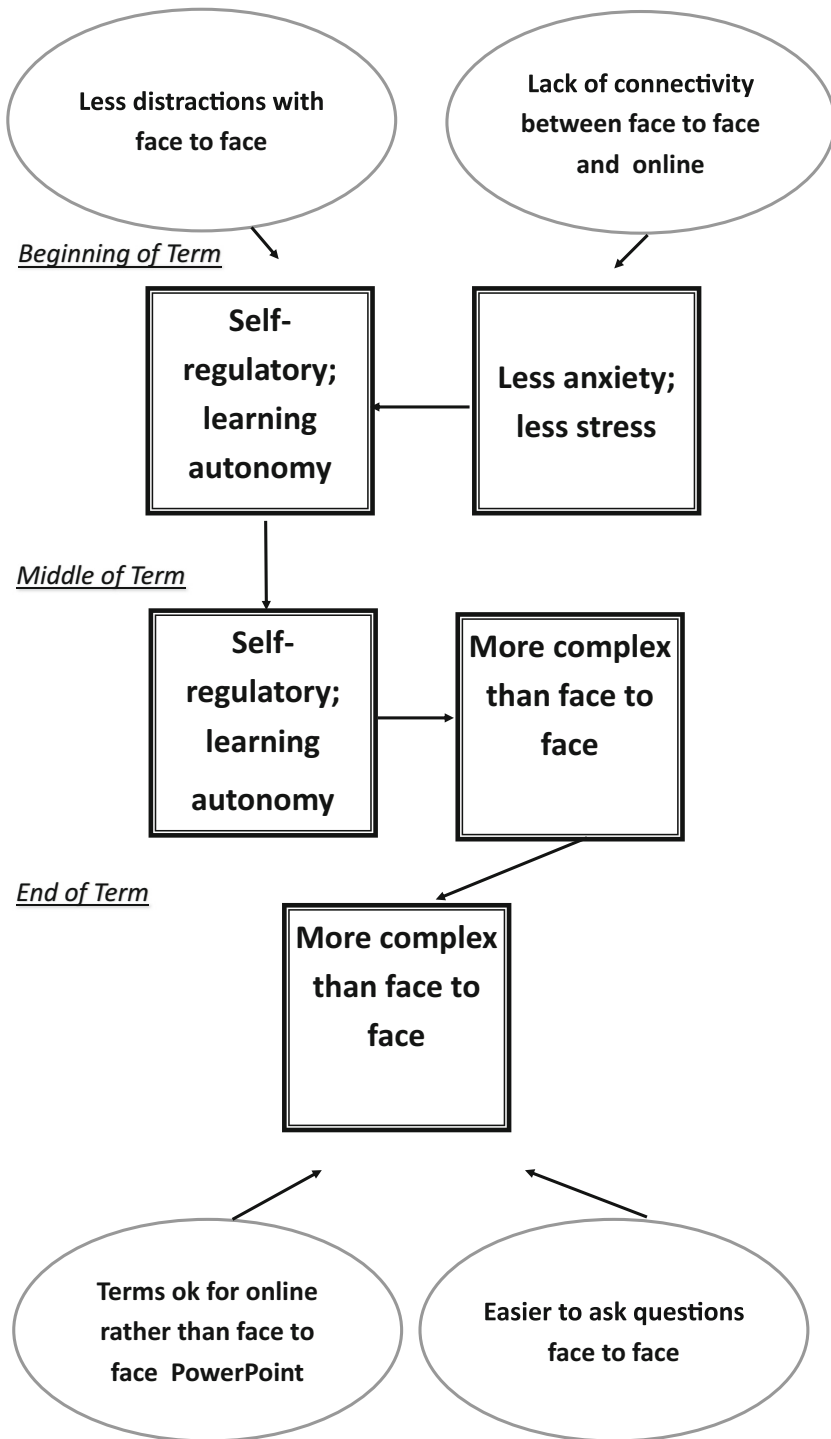 Less distractions with
face to face
Lack of connectivity
between face to face
and online
Beginning of Term
Self-
regulatory;
learning
autonomy
Less anxiety;
less stress
Middle of Term
Self-
regulatory;
learning
autonomy
More complex
than face to
face
End of Term
More complex
than face to
face
Terms ok for online
rather than face to
face PowerPoint
Easier to ask questions
face to face